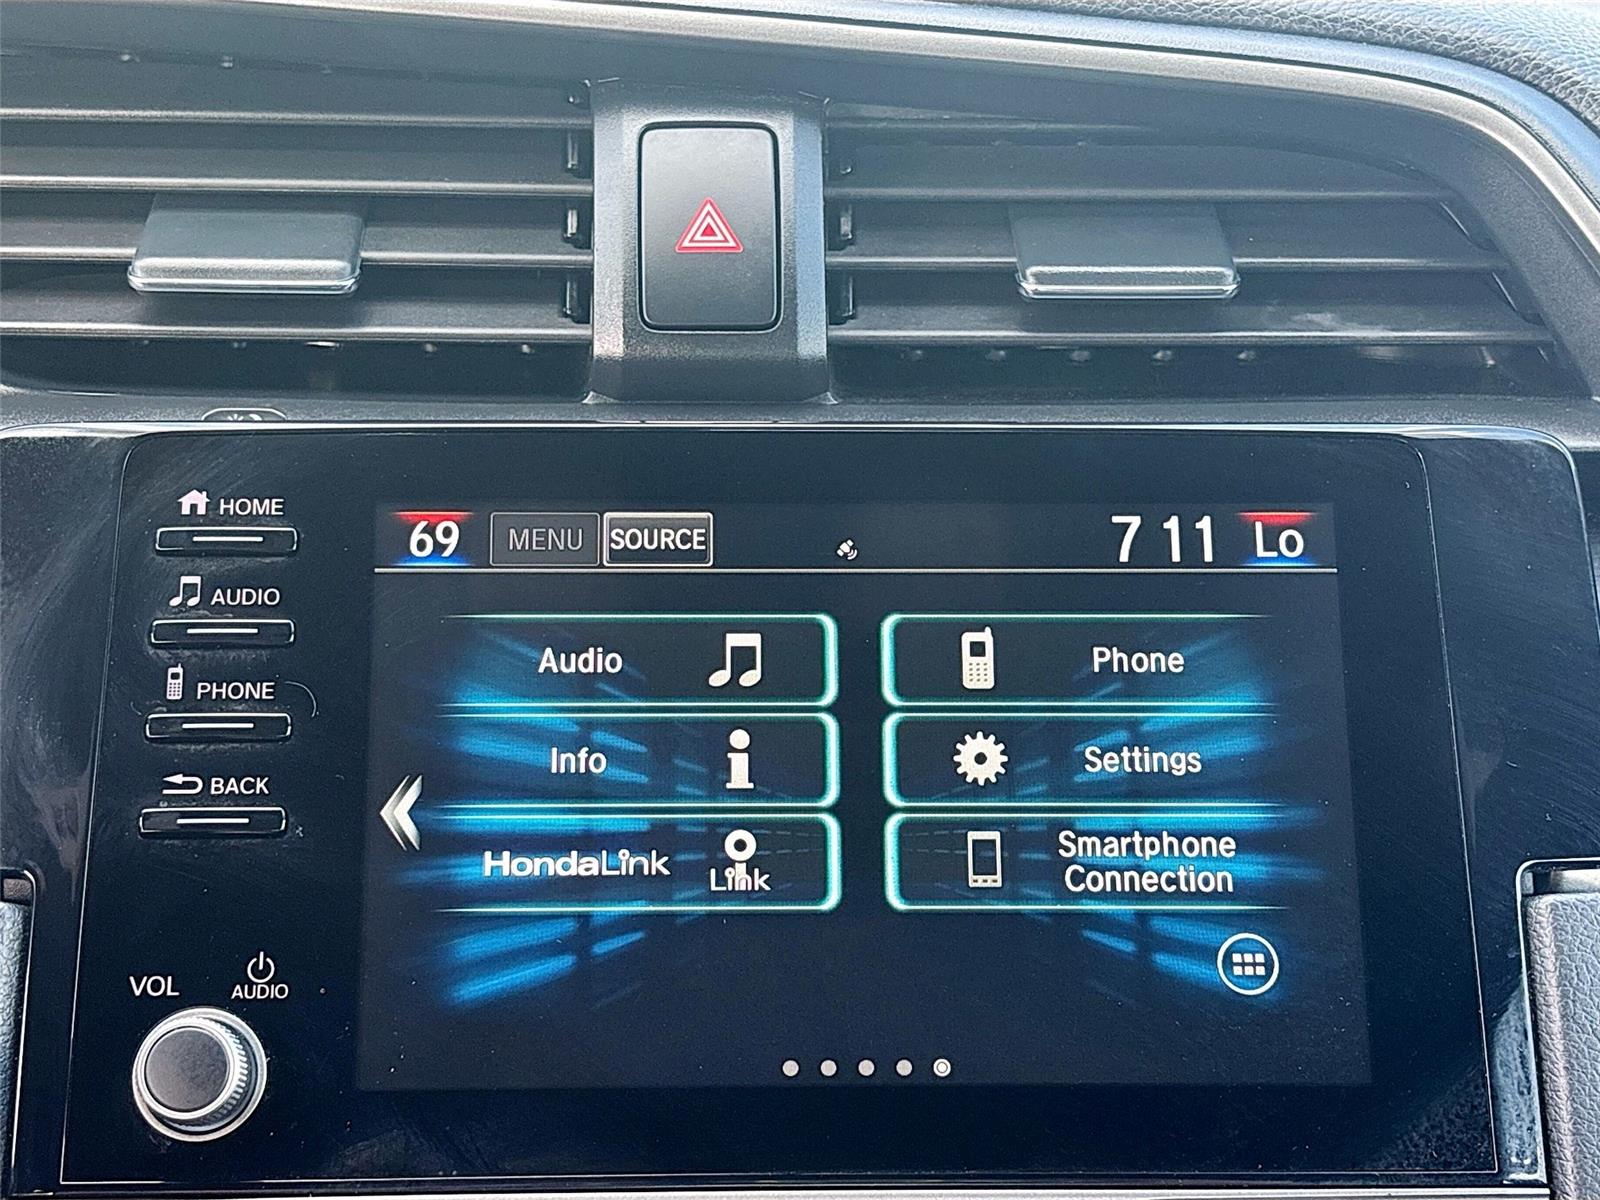 HOME
AUDIO
PHONE
BACK
VOL
AUDIO
69 MENU SOURCE 7 11 Lo
Audio
Phone
Info
Settings
HondaLink
Link
Smartphone
Connection